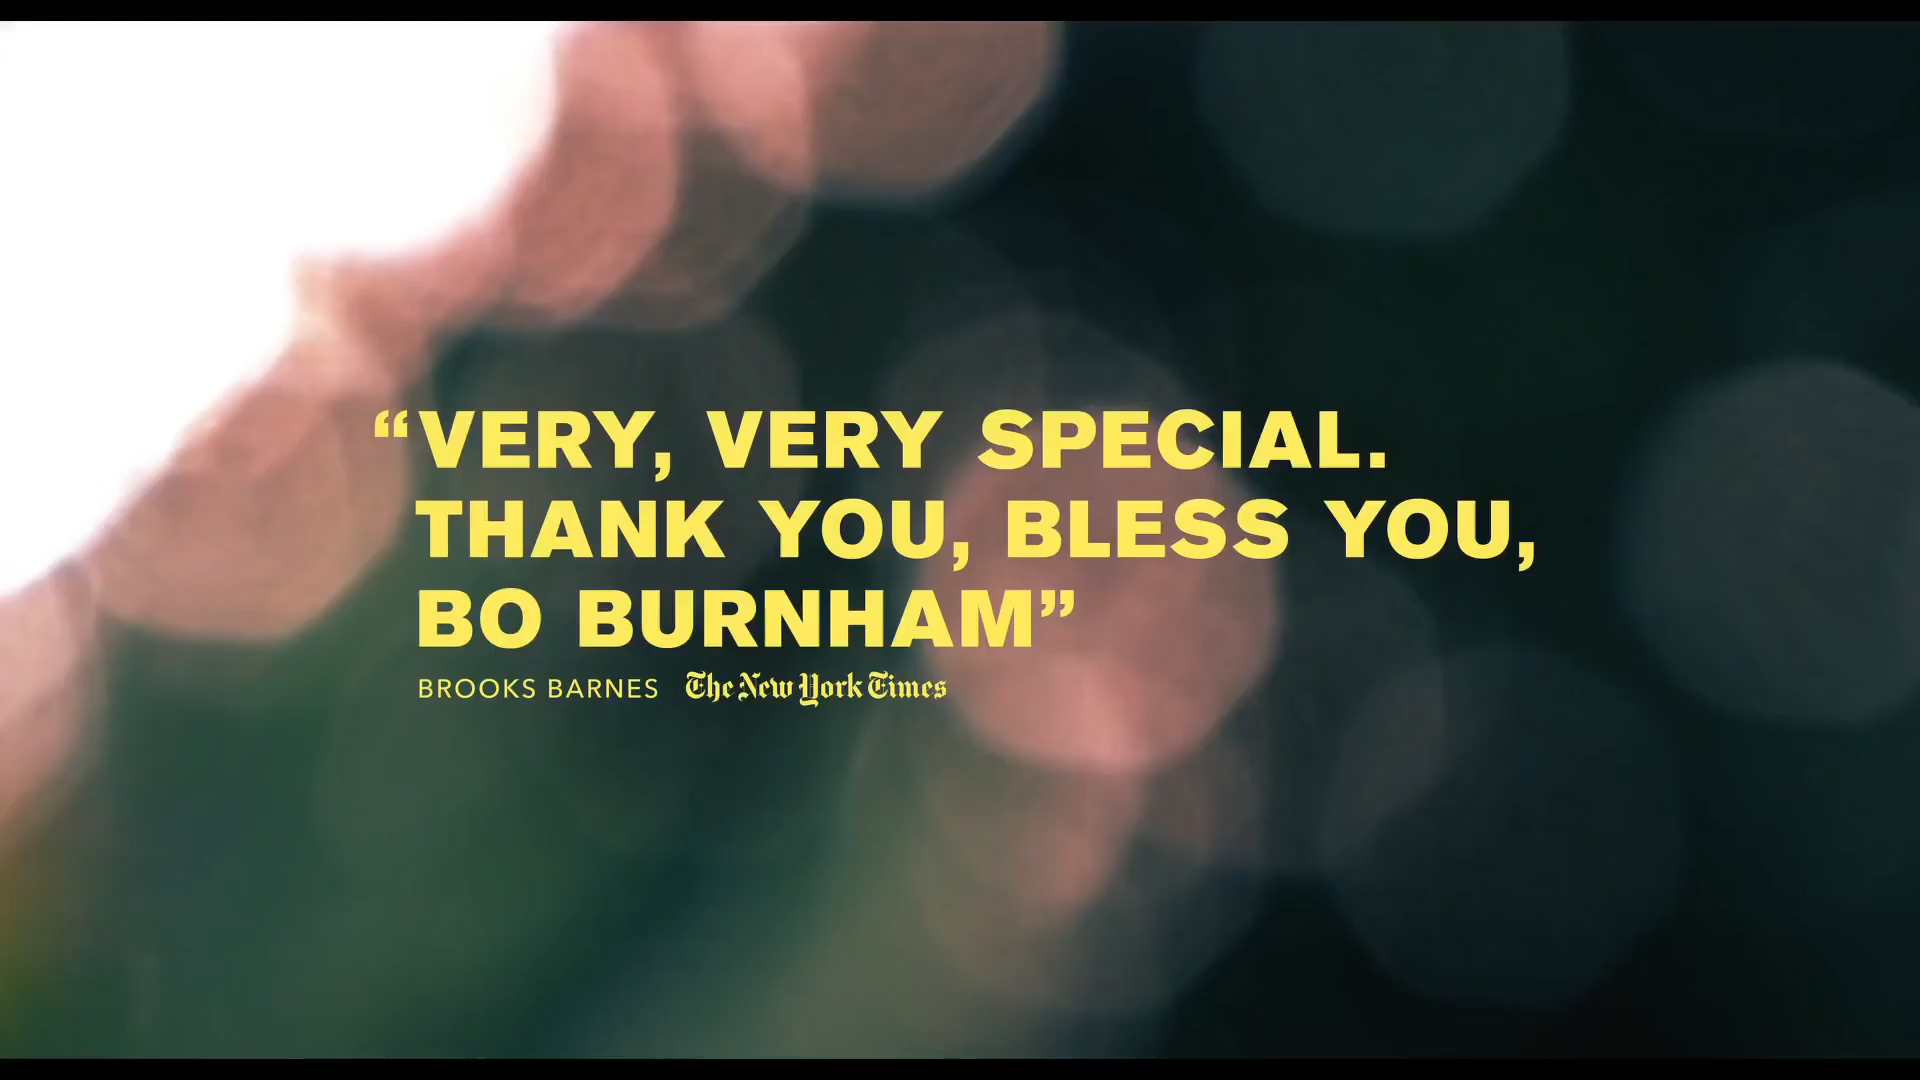 “VERY, VERY SPECIAL.
THANK YOU, BLESS YOU,
BO BURNHAM”
BROOKS BARNES The New York Times